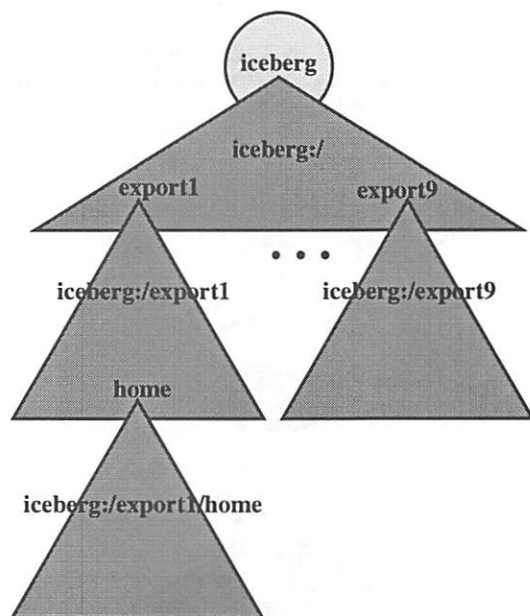 iceberg
iceberg:/
export1 export9
• • •
iceberg:/export1 iceberg:/export9
home
iceberg:/export1/home